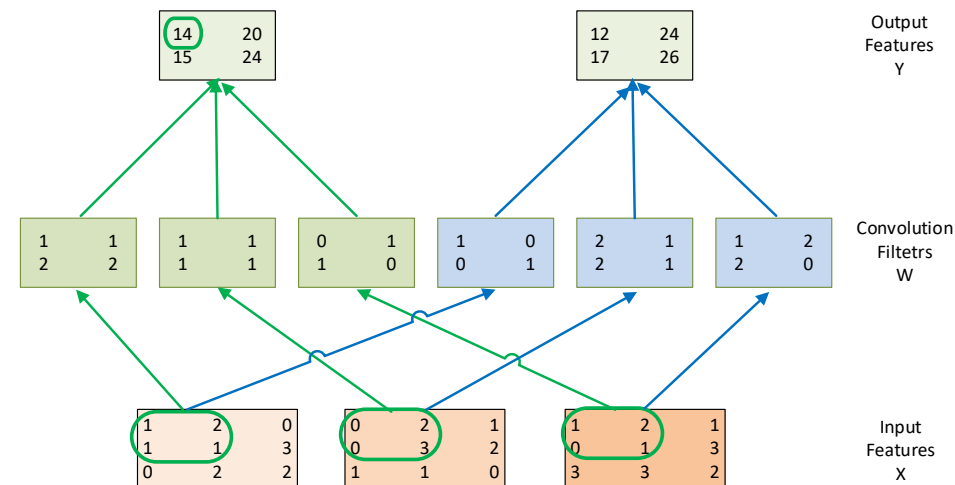 14 20
15 24
12 24
17 26
Output
Features
Y
1 1
2 2
1 1
1 1
0 1
1 0
1 0
0 1
2 1
2 1
1 2
2 0
Convolution
Filtetrs
W
1 2 0
1 1 3
0 2 2
0 2 1
0 3 2
1 1 0
1 2 1
0 1 3
3 3 2
Input
Features
X